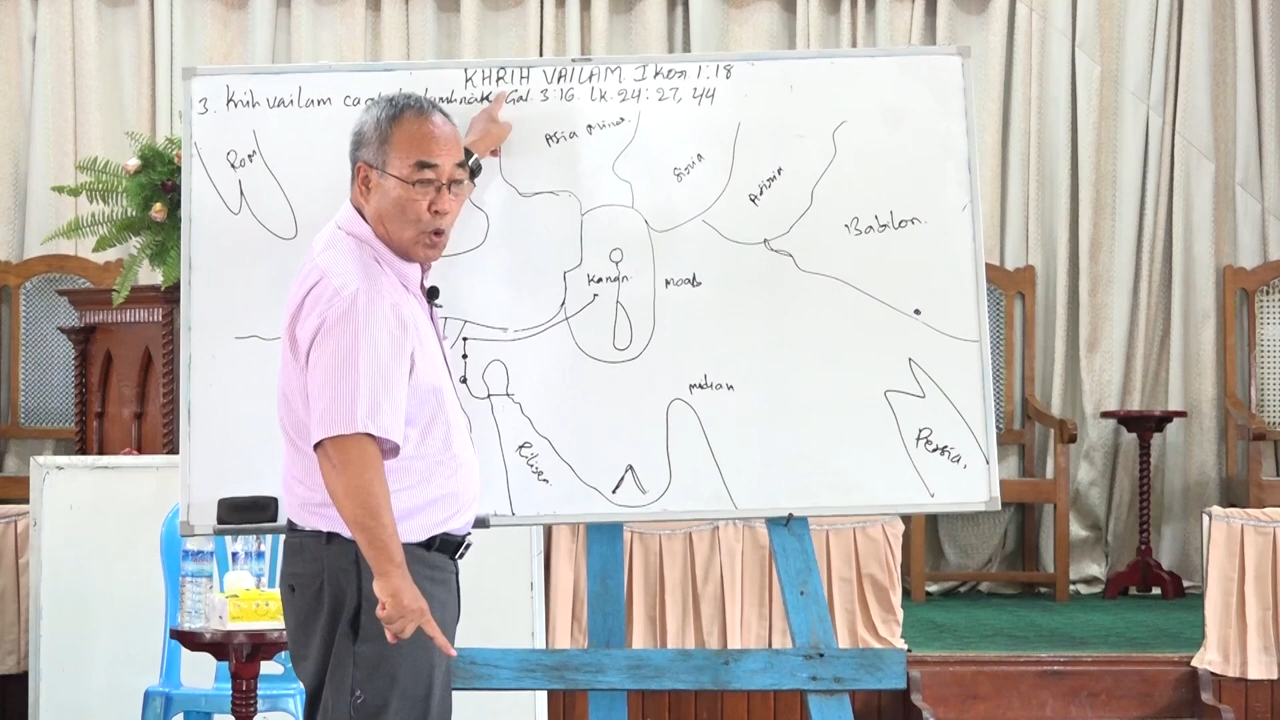 KHRIH VAILAM. I Kor 1:18
3. Krih vailam Gal. 3:16. Lk. 24: 27, 44
Rom
Asia Minor.
Siria
Asiria
Babilon.
Kanan.
Moab
Midian
Persia.